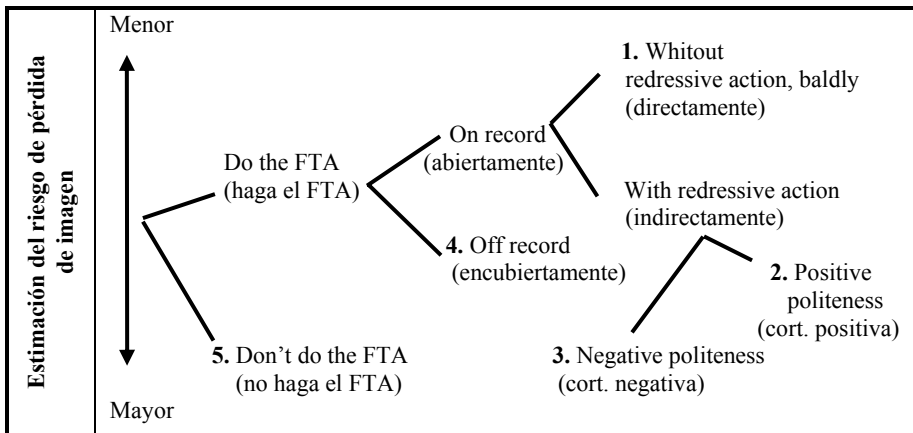 Estimación del riesgo de pérdida
de imagen
Menor
1. Whitout
redressive action, baldly
(directamente)
On record
(abiertamente)
Do the FTA
(haga el FTA)
With redressive action
(indirectamente)
4. Off record
(encubiertamente)
2. Positive
politeness
(cort. positiva)
5. Don't do the FTA
(no haga el FTA)
3. Negative politeness
(cort. negativa)
Mayor